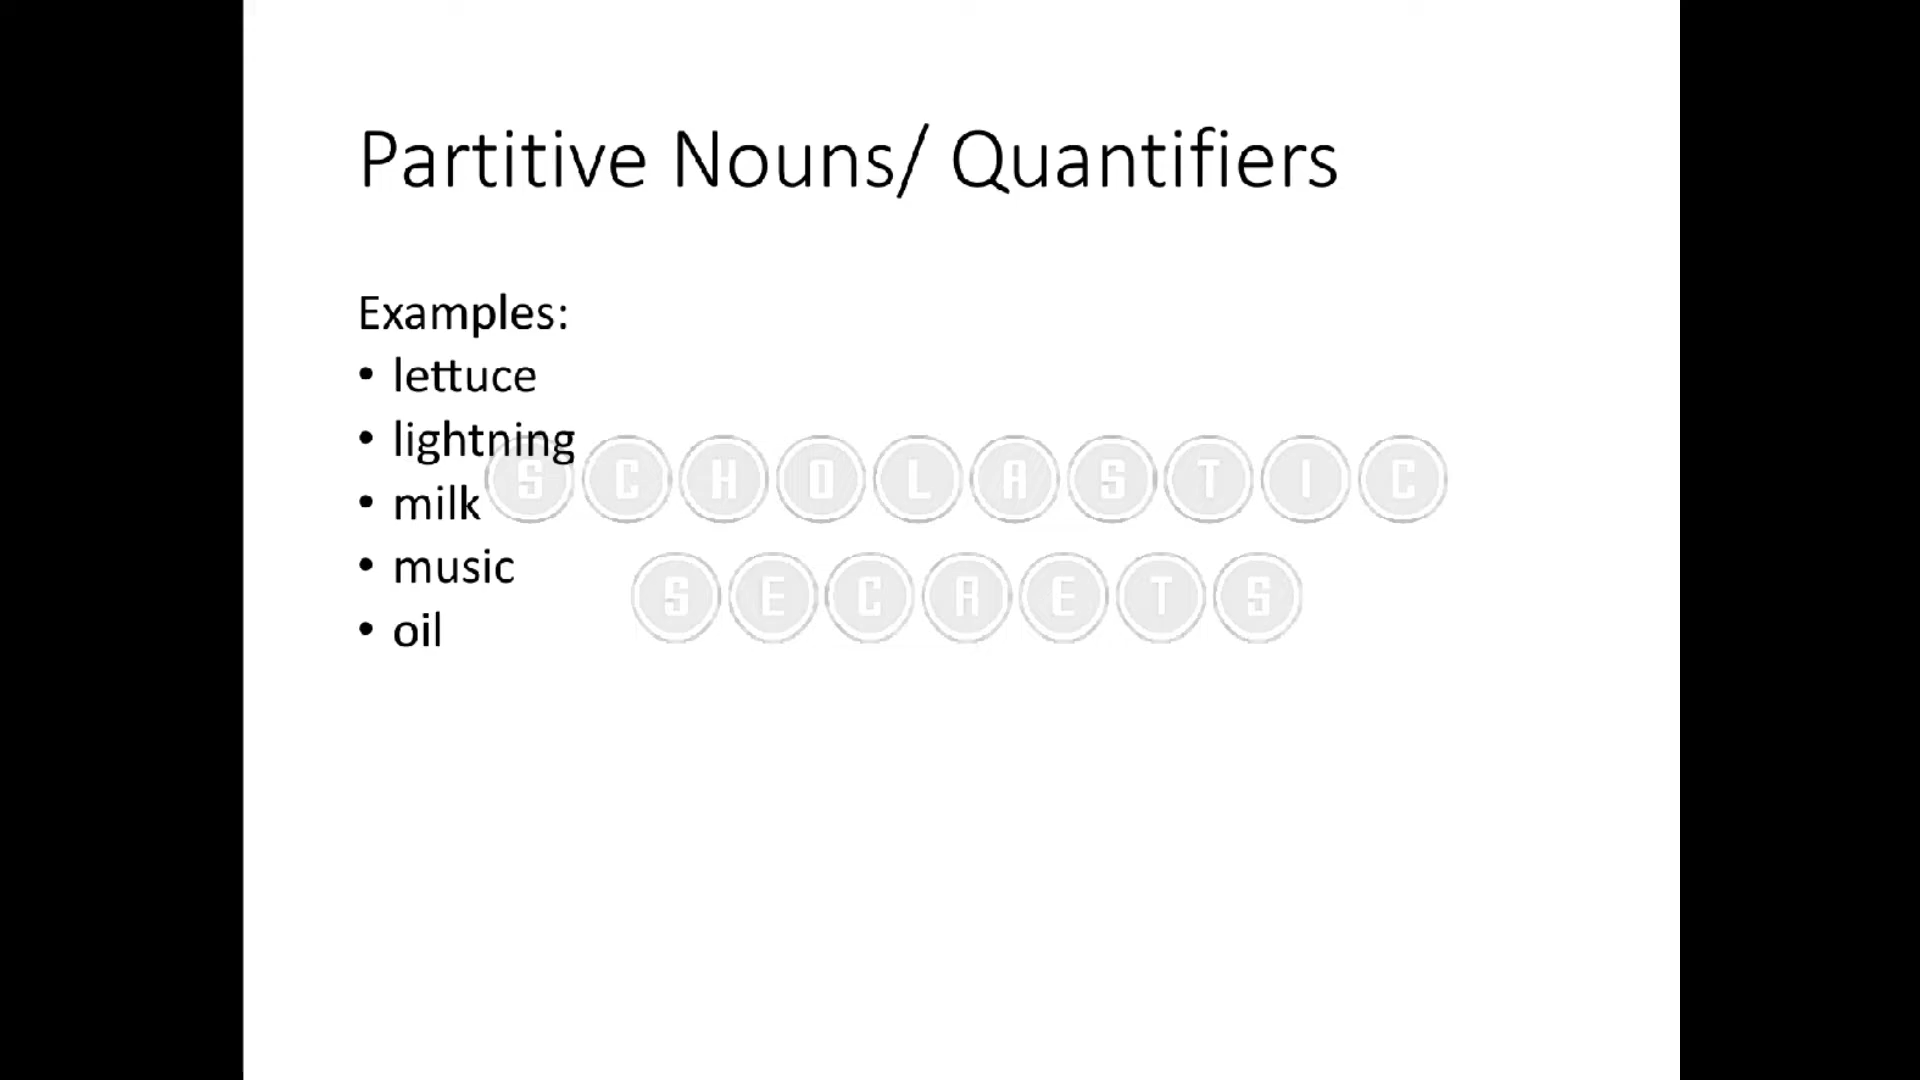 Partitive Nouns/ Quantifiers
Examples:
• lettuce
• lightning
• milk
• music
• oil
SCHOLASTIC
SECRETS